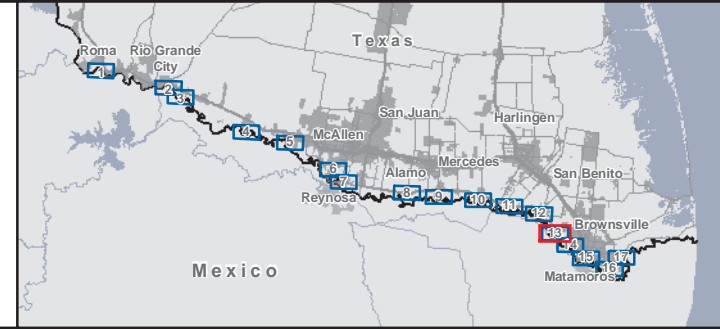 Texas
Roma
Rio Grande
City
1
2
3
4
5
McAllen
San Juan
Harlingen
6
7
Reynosa
Alamo
Mercedes
San Benito
8
9
10
11
12
13
Brownsville
14
15
16
17
Matamoros
Mexico